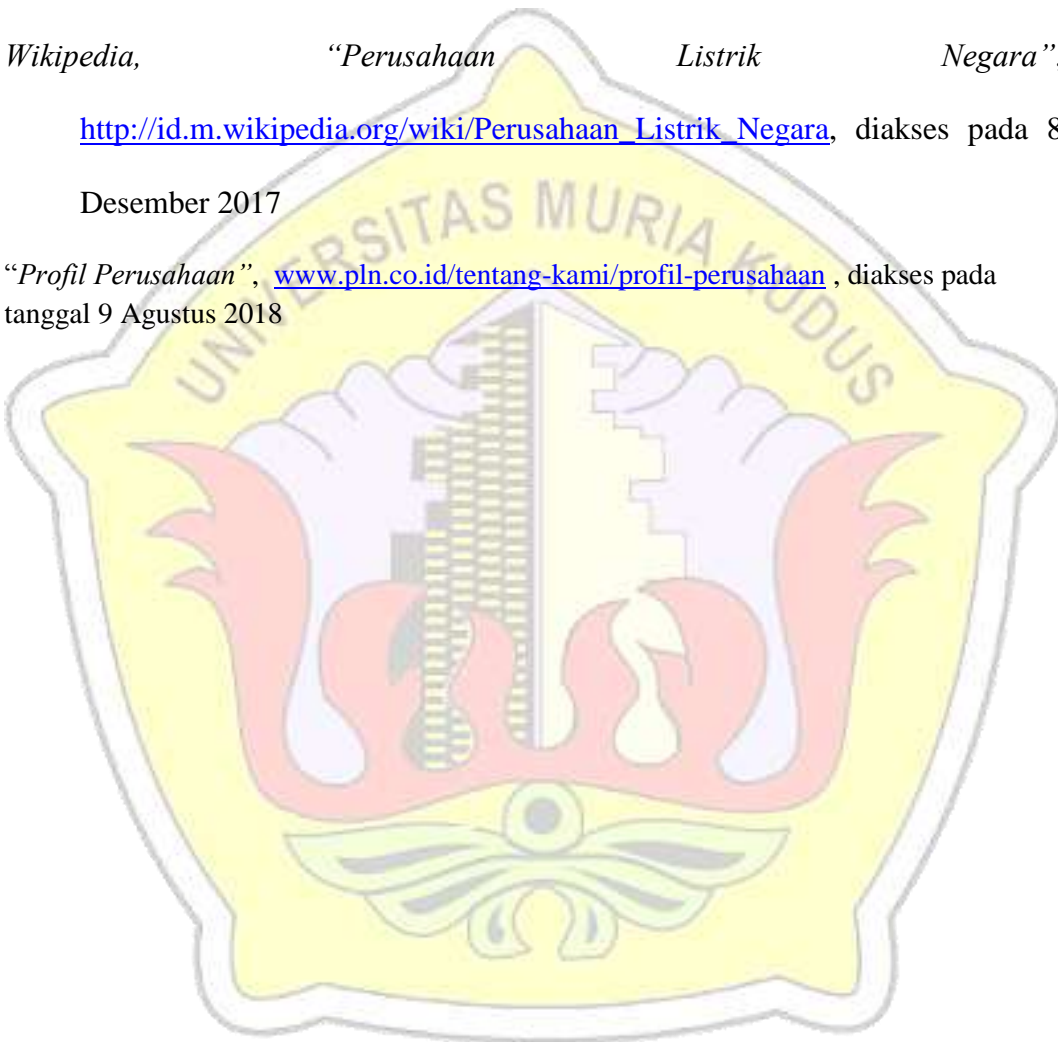 Wikipedia, “Perusahaan Listrik Negara”,
http://id.m.wikipedia.org/wiki/Perusahaan_Listrik_Negara, diakses pada 8
Desember 2017
“Profil Perusahaan”, www.pln.co.id/tentang-kami/profil-perusahaan , diakses pada
tanggal 9 Agustus 2018
UNIVERSITAS MURIA KUDUS